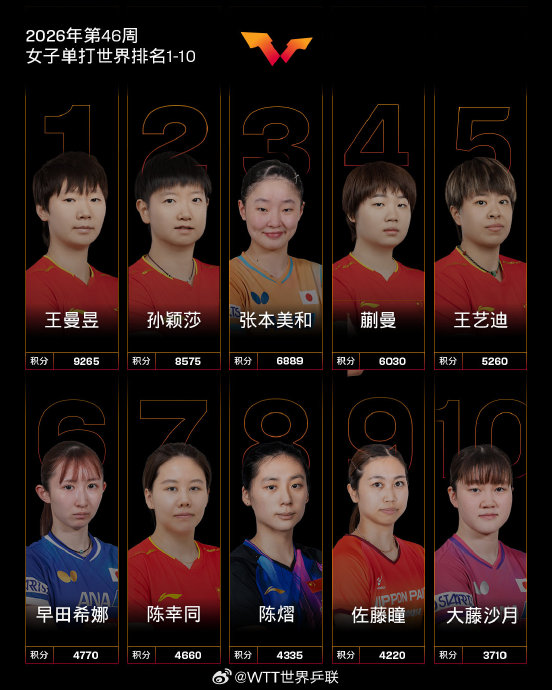 2026年第46周
女子单打世界排名1-10
1 2 3 4 5
王曼昱 孙颖莎 张本美和 蒯曼 王艺迪
积分 9265 积分 8575 积分 6889 积分 6030 积分 5260
6 7 8 9 10
早田希娜 陈幸同 陈熠 佐藤瞳 大藤沙月
积分 4770 积分 4660 积分 4335 积分 4220 积分 3710
@WTT世界乒联